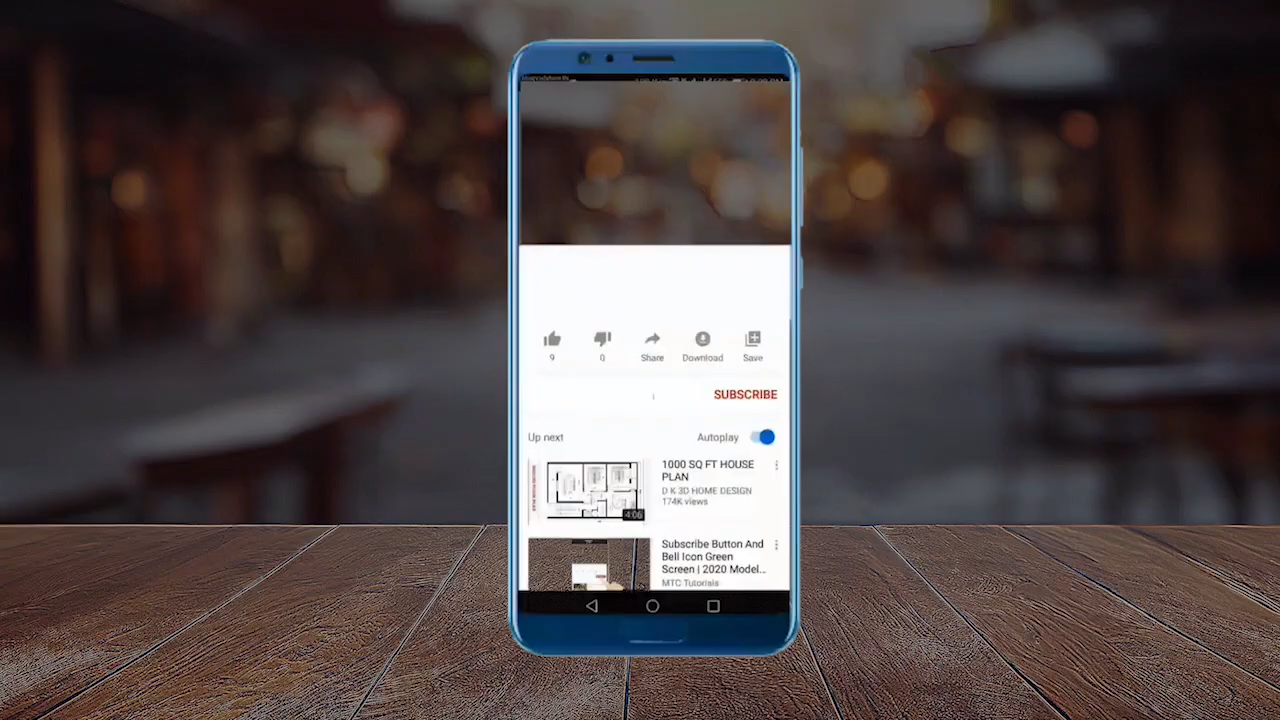 9
0
Share
Download
Save
SUBSCRIBE
Up next
Autoplay
1000 SQ FT HOUSE
PLAN
D K 3D HOME DESIGN
174K views
4:06
Subscribe Button And
Bell Icon Green
Screen | 2020 Model...
MTC Tutorials